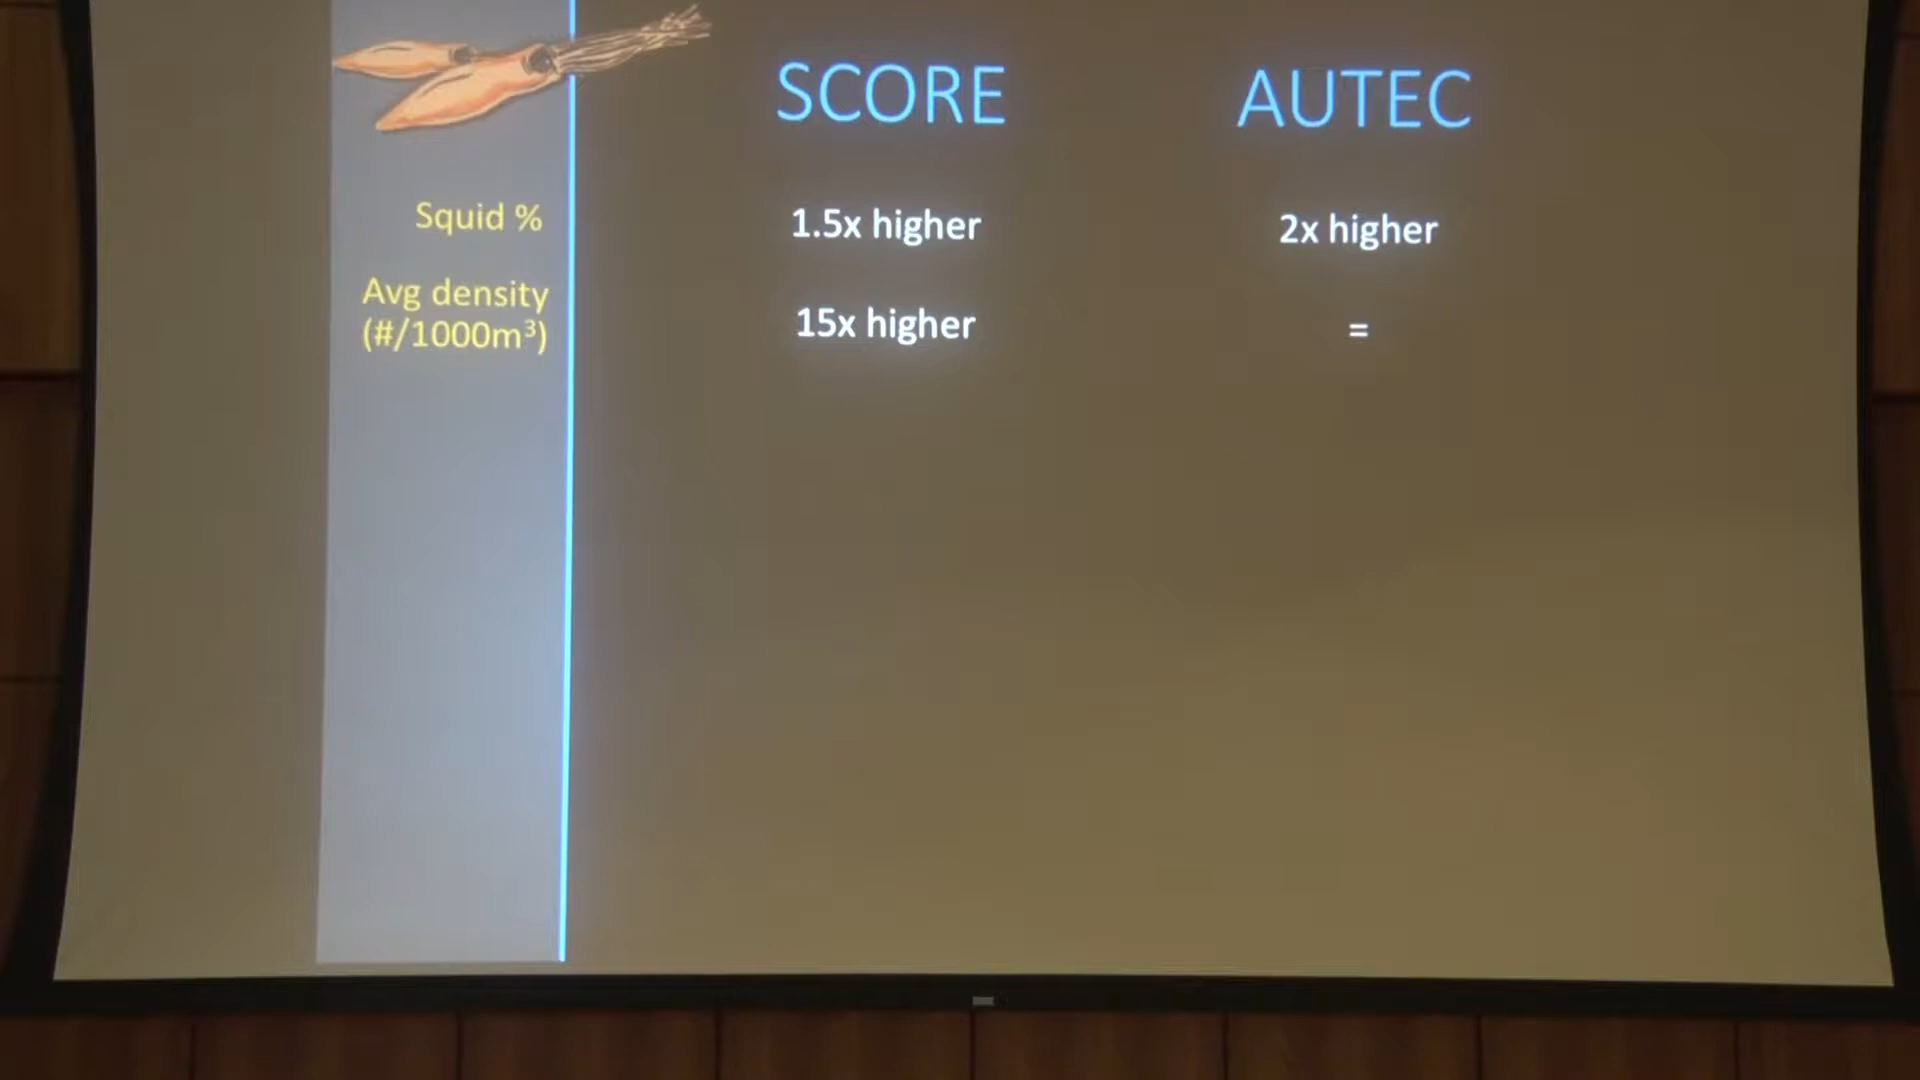 SCORE AUTEC
Squid % 1.5x higher 2x higher
Avg density
(#/1000m³) 15x higher =